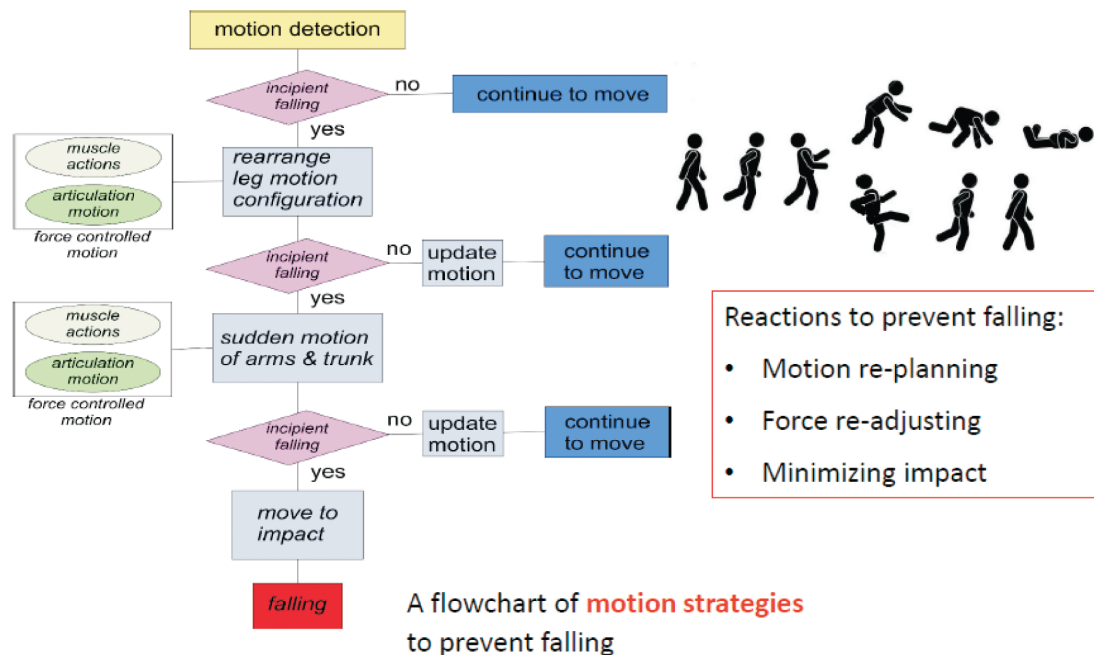 motion detection
incipient
falling
no
continue to move
yes
muscle
actions
articulation
motion
force controlled
motion
rearrange
leg motion
configuration
incipient
falling
no
update
motion
continue
to move
yes
muscle
actions
articulation
motion
force controlled
motion
sudden motion
of arms & trunk
incipient
falling
no
update
motion
continue
to move
yes
move to
impact
falling
Reactions to prevent falling:
• Motion re-planning
• Force re-adjusting
• Minimizing impact
A flowchart of motion strategies
to prevent falling